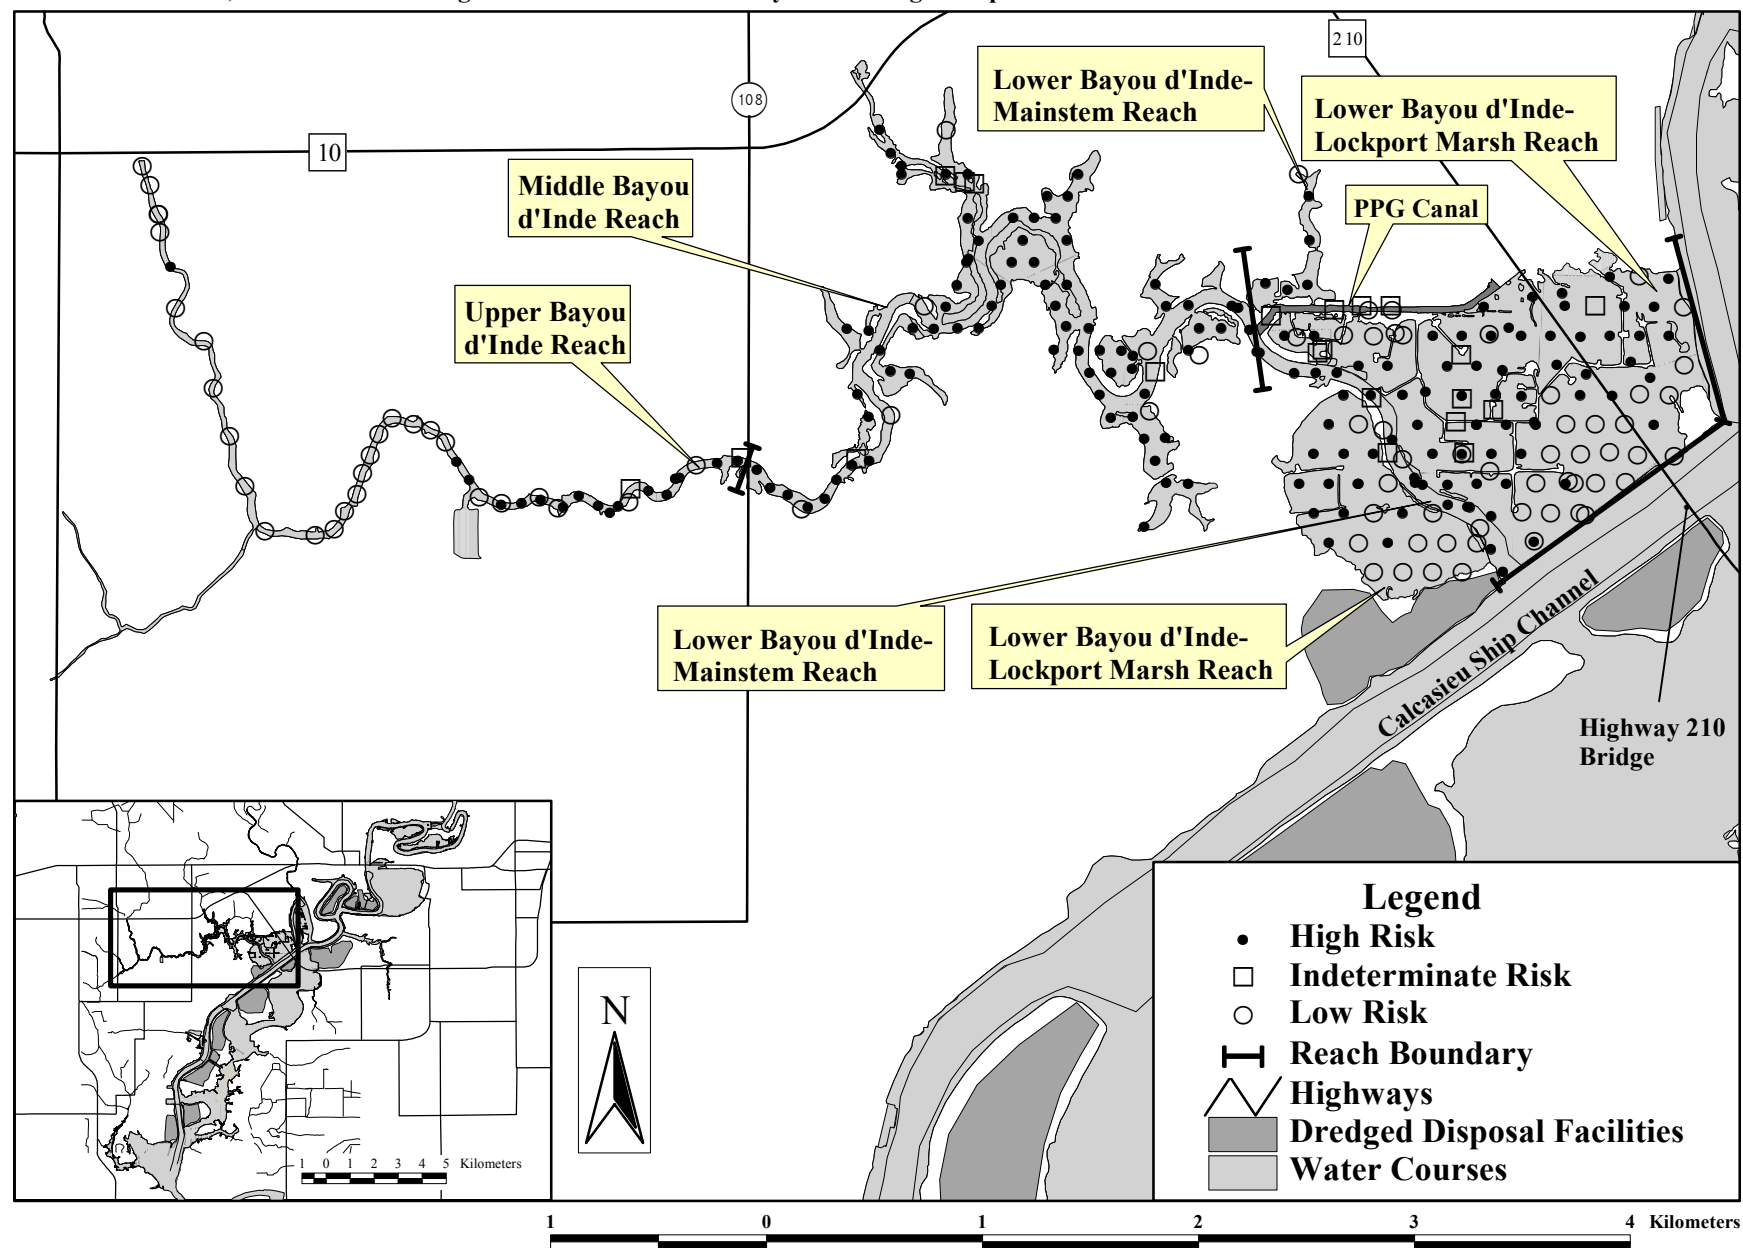 210
108
10
Lower Bayou d'Inde-
Mainstem Reach
Lower Bayou d'Inde-
Lockport Marsh Reach
Middle Bayou
d'Inde Reach
PPG Canal
Upper Bayou
d'Inde Reach
Lower Bayou d'Inde-
Mainstem Reach
Lower Bayou d'Inde-
Lockport Marsh Reach
Calcasieu Ship Channel
Highway 210
Bridge
Legend
High Risk
Indeterminate Risk
Low Risk
Reach Boundary
Highways
Dredged Disposal Facilities
Water Courses
N
1 0 1 2 3 4 5 Kilometers
1 0 1 2 3 4 Kilometers